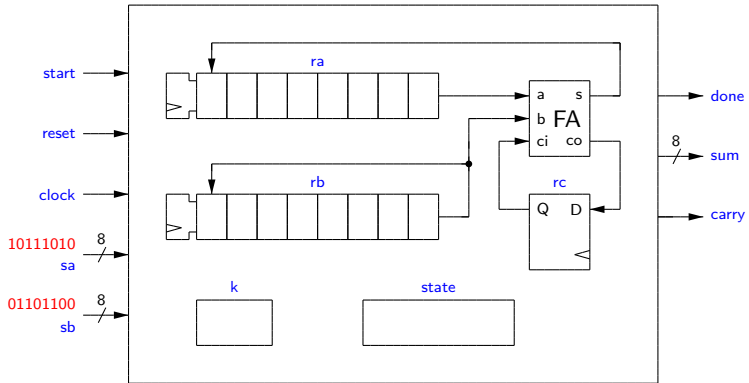 start
reset
clock
10111010
8
sa
01101100
8
sb
ra
rb
k
state
a
s
b
FA
ci
co
rc
Q
D
done
8
sum
carry